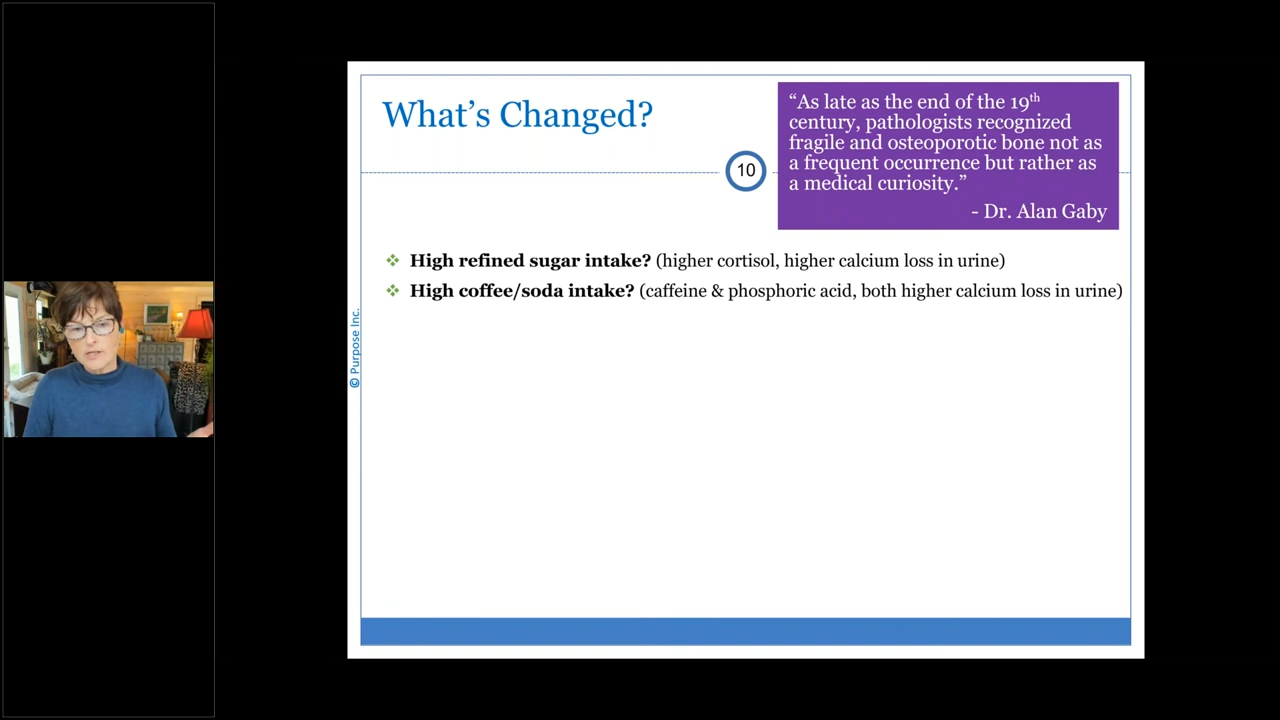 What’s Changed?
“As late as the end of the 19th
century, pathologists recognized
fragile and osteoporotic bone not as
a frequent occurrence but rather as
a medical curiosity.”
- Dr. Alan Gaby
10
High refined sugar intake? (higher cortisol, higher calcium loss in urine)
High coffee/soda intake? (caffeine & phosphoric acid, both higher calcium loss in urine)
© Purpose Inc.